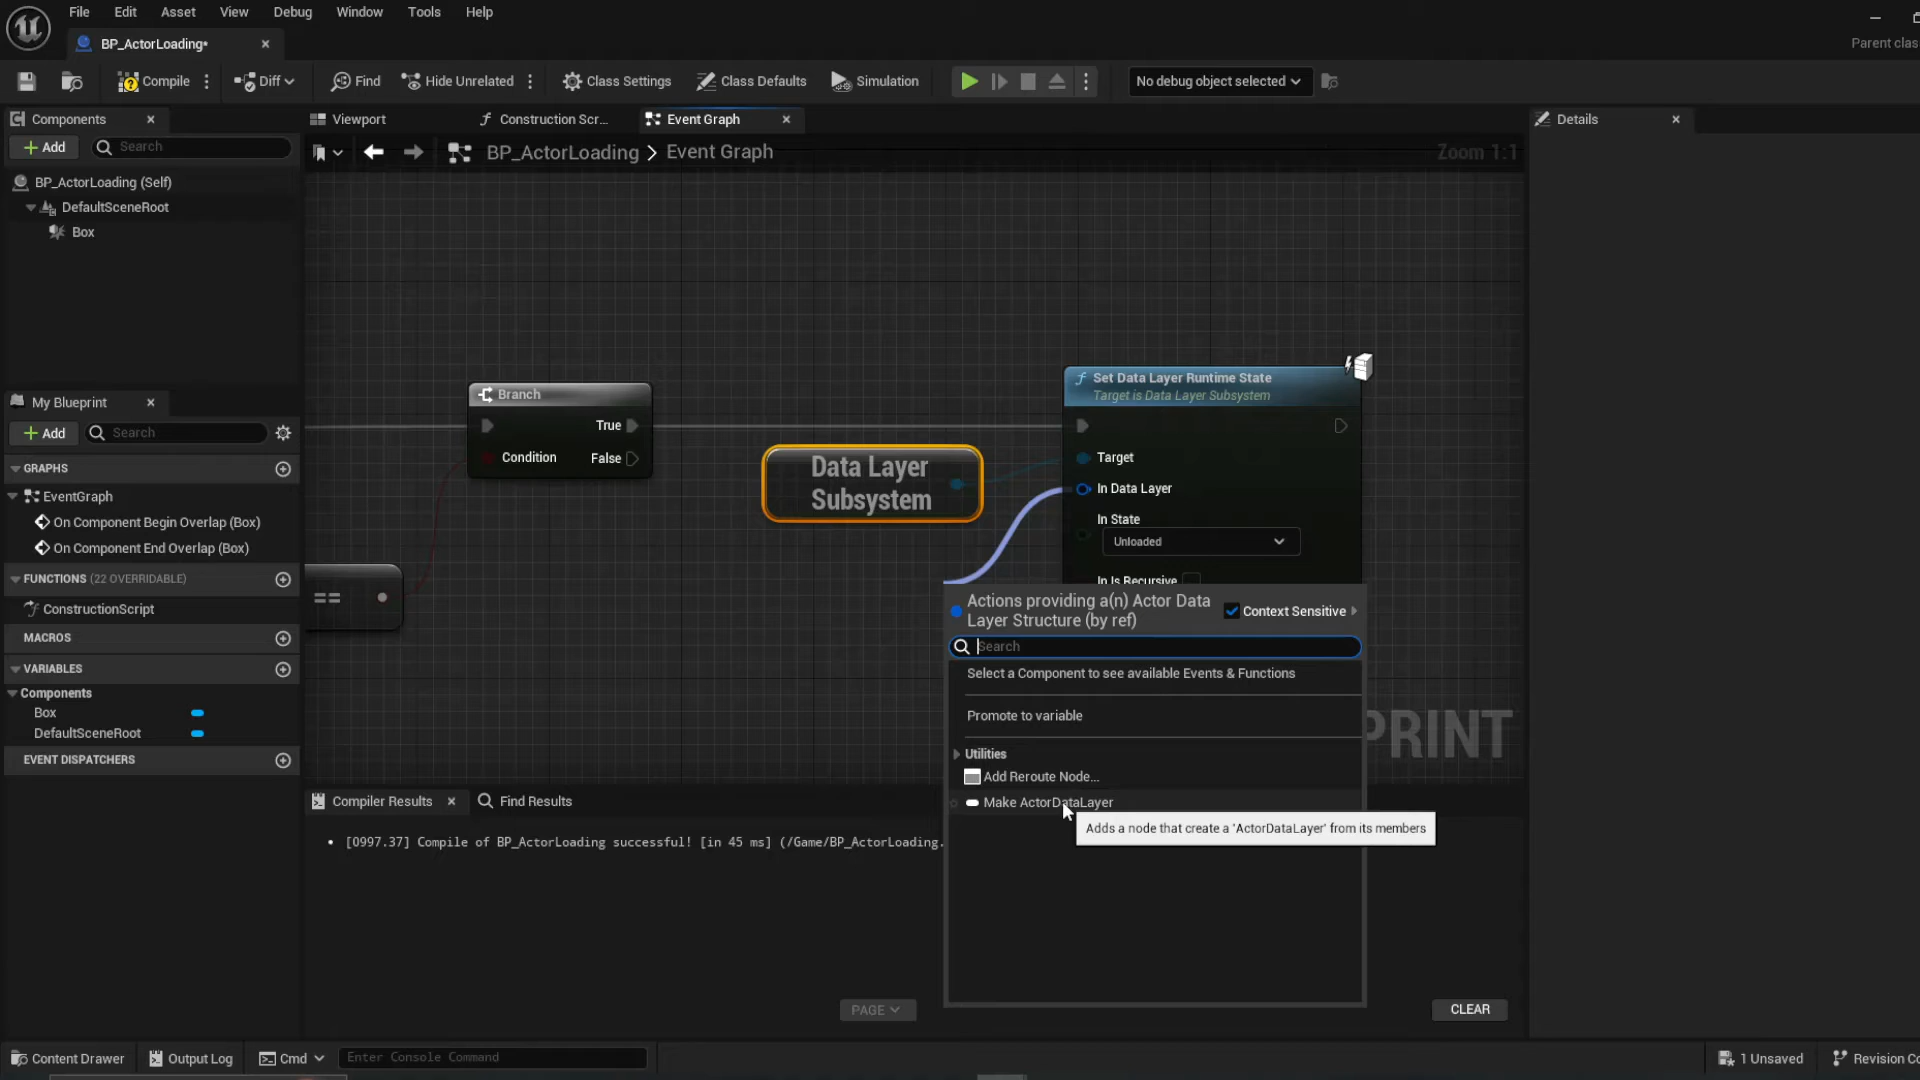 File Edit Asset View Debug Window Tools Help
BP_ActorLoading*
Parent clas
Compile Diff Find Hide Unrelated Class Settings Class Defaults Simulation No debug object selected
Components Viewport Construction Scr... Event Graph Details
Add Search
BP_ActorLoading > Event Graph Zoom 1:1
BP_ActorLoading (Self)
DefaultSceneRoot
Box
My Blueprint
Add Search
GRAPHS
EventGraph
On Component Begin Overlap (Box)
On Component End Overlap (Box)
FUNCTIONS (22 OVERRIDABLE)
ConstructionScript
MACROS
VARIABLES
Components
Box
DefaultSceneRoot
EVENT DISPATCHERS
Branch
True
Condition False
==
Data Layer
Subsystem
Set Data Layer Runtime State
Target is Data Layer Subsystem
Target
In Data Layer
In State
Unloaded
In Is Recursive
Actions providing a(n) Actor Data
Layer Structure (by ref)
Context Sensitive
Search
Select a Component to see available Events & Functions
Promote to variable
Utilities
Add Reroute Node...
Make ActorDataLayer
Adds a node that create a 'ActorDataLayer' from its members
PRINT
Compiler Results Find Results
[0997.37] Compile of BP_ActorLoading successful! [in 45 ms] (/Game/BP_ActorLoading.
PAGE CLEAR
Content Drawer Output Log Cmd Enter Console Command 1 Unsaved Revision Co